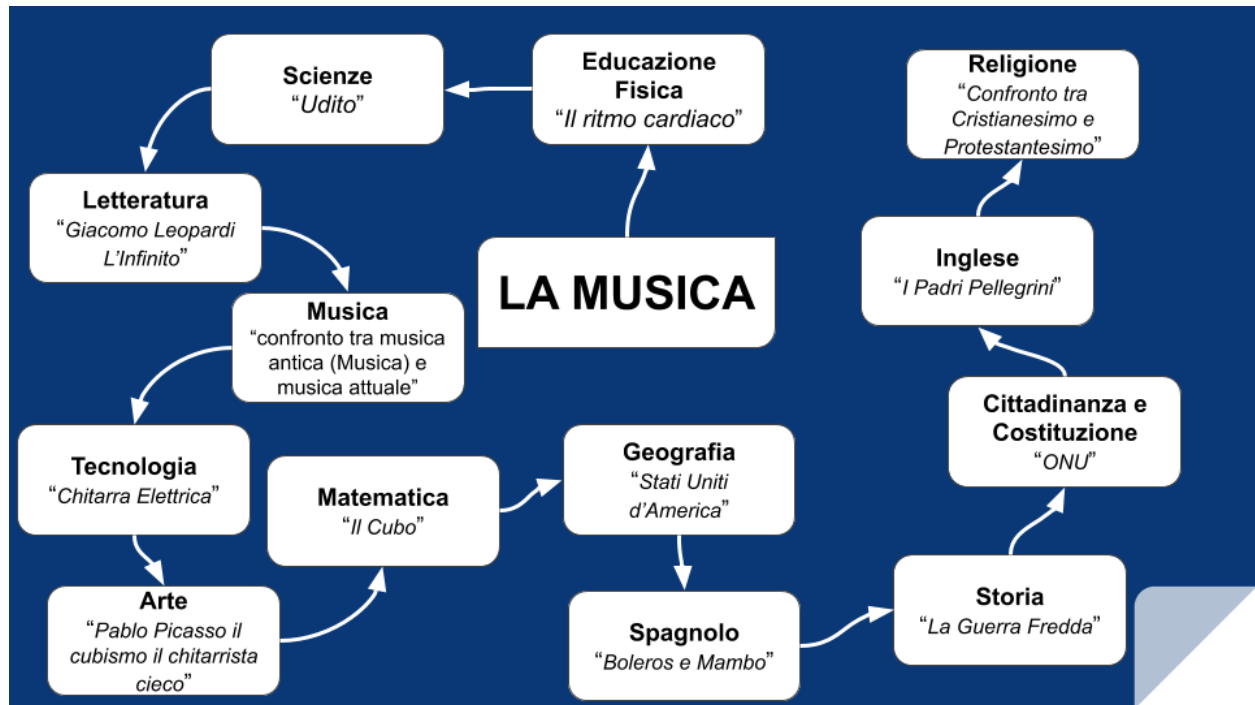 LA MUSICA
Educazione
Fisica
“Il ritmo cardiaco”
Scienze
“Udito”
Letteratura
“Giacomo Leopardi
L’Infinito”
Musica
“confronto tra musica
antica (Musica) e
musica attuale”
Tecnologia
“Chitarra Elettrica”
Arte
“Pablo Picasso il
cubismo il chitarrista
cieco”
Matematica
“Il Cubo”
Geografia
“Stati Uniti
d’America”
Spagnolo
“Boleros e Mambo”
Storia
“La Guerra Fredda”
Cittadinanza e
Costituzione
“ONU”
Inglese
“I Padri Pellegrini”
Religione
“Confronto tra
Cristianesimo e
Protestantesimo”